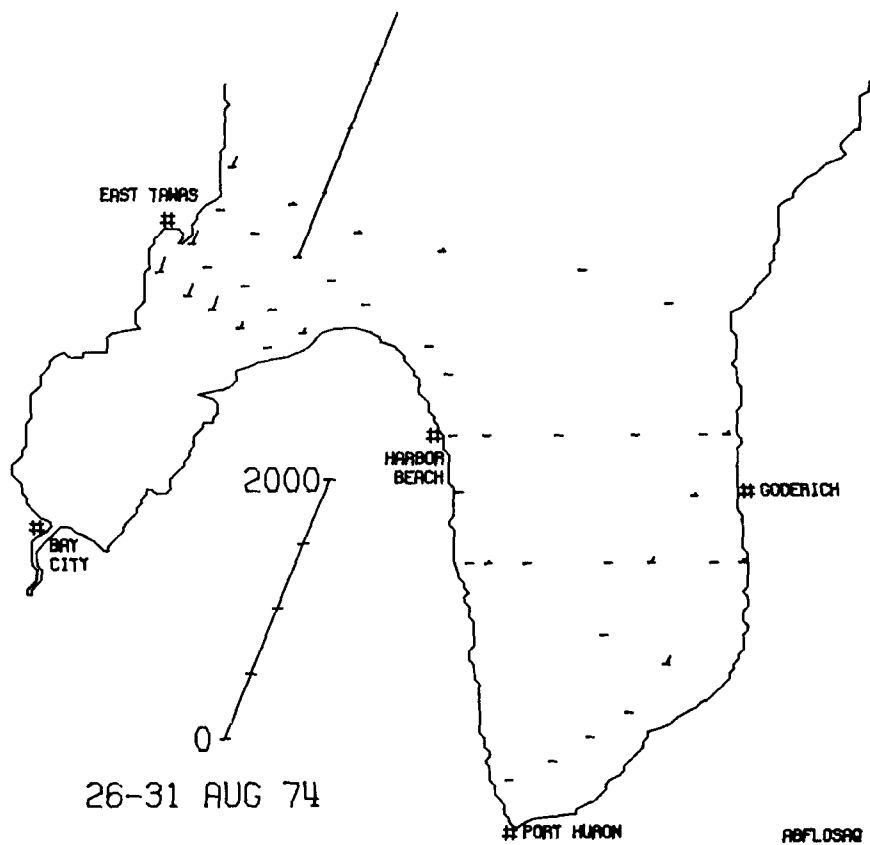 EAST TAWAS
#
#
HARBOR
BEACH
2000
# GODERICH
#
BAY
CITY
0
26-31 AUG 74
# PORT HURON
ABFLOSAQ